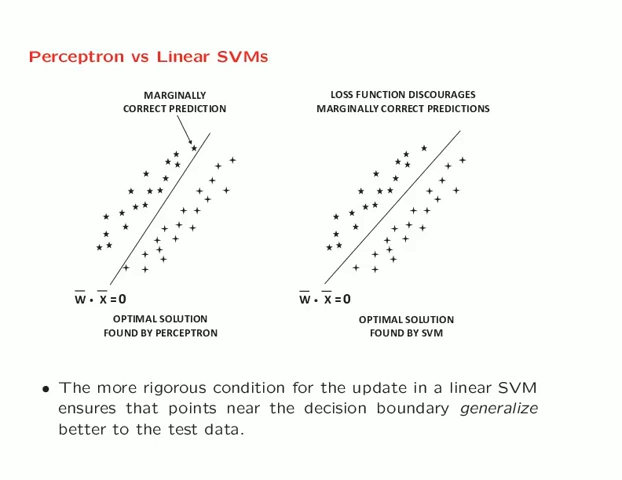 Perceptron vs Linear SVMs
MARGINALLY
CORRECT PREDICTION
LOSS FUNCTION DISCOURAGES
MARGINALLY CORRECT PREDICTIONS
W • X = 0
OPTIMAL SOLUTION
FOUND BY PERCEPTRON
W • X = 0
OPTIMAL SOLUTION
FOUND BY SVM
• The more rigorous condition for the update in a linear SVM
ensures that points near the decision boundary generalize
better to the test data.